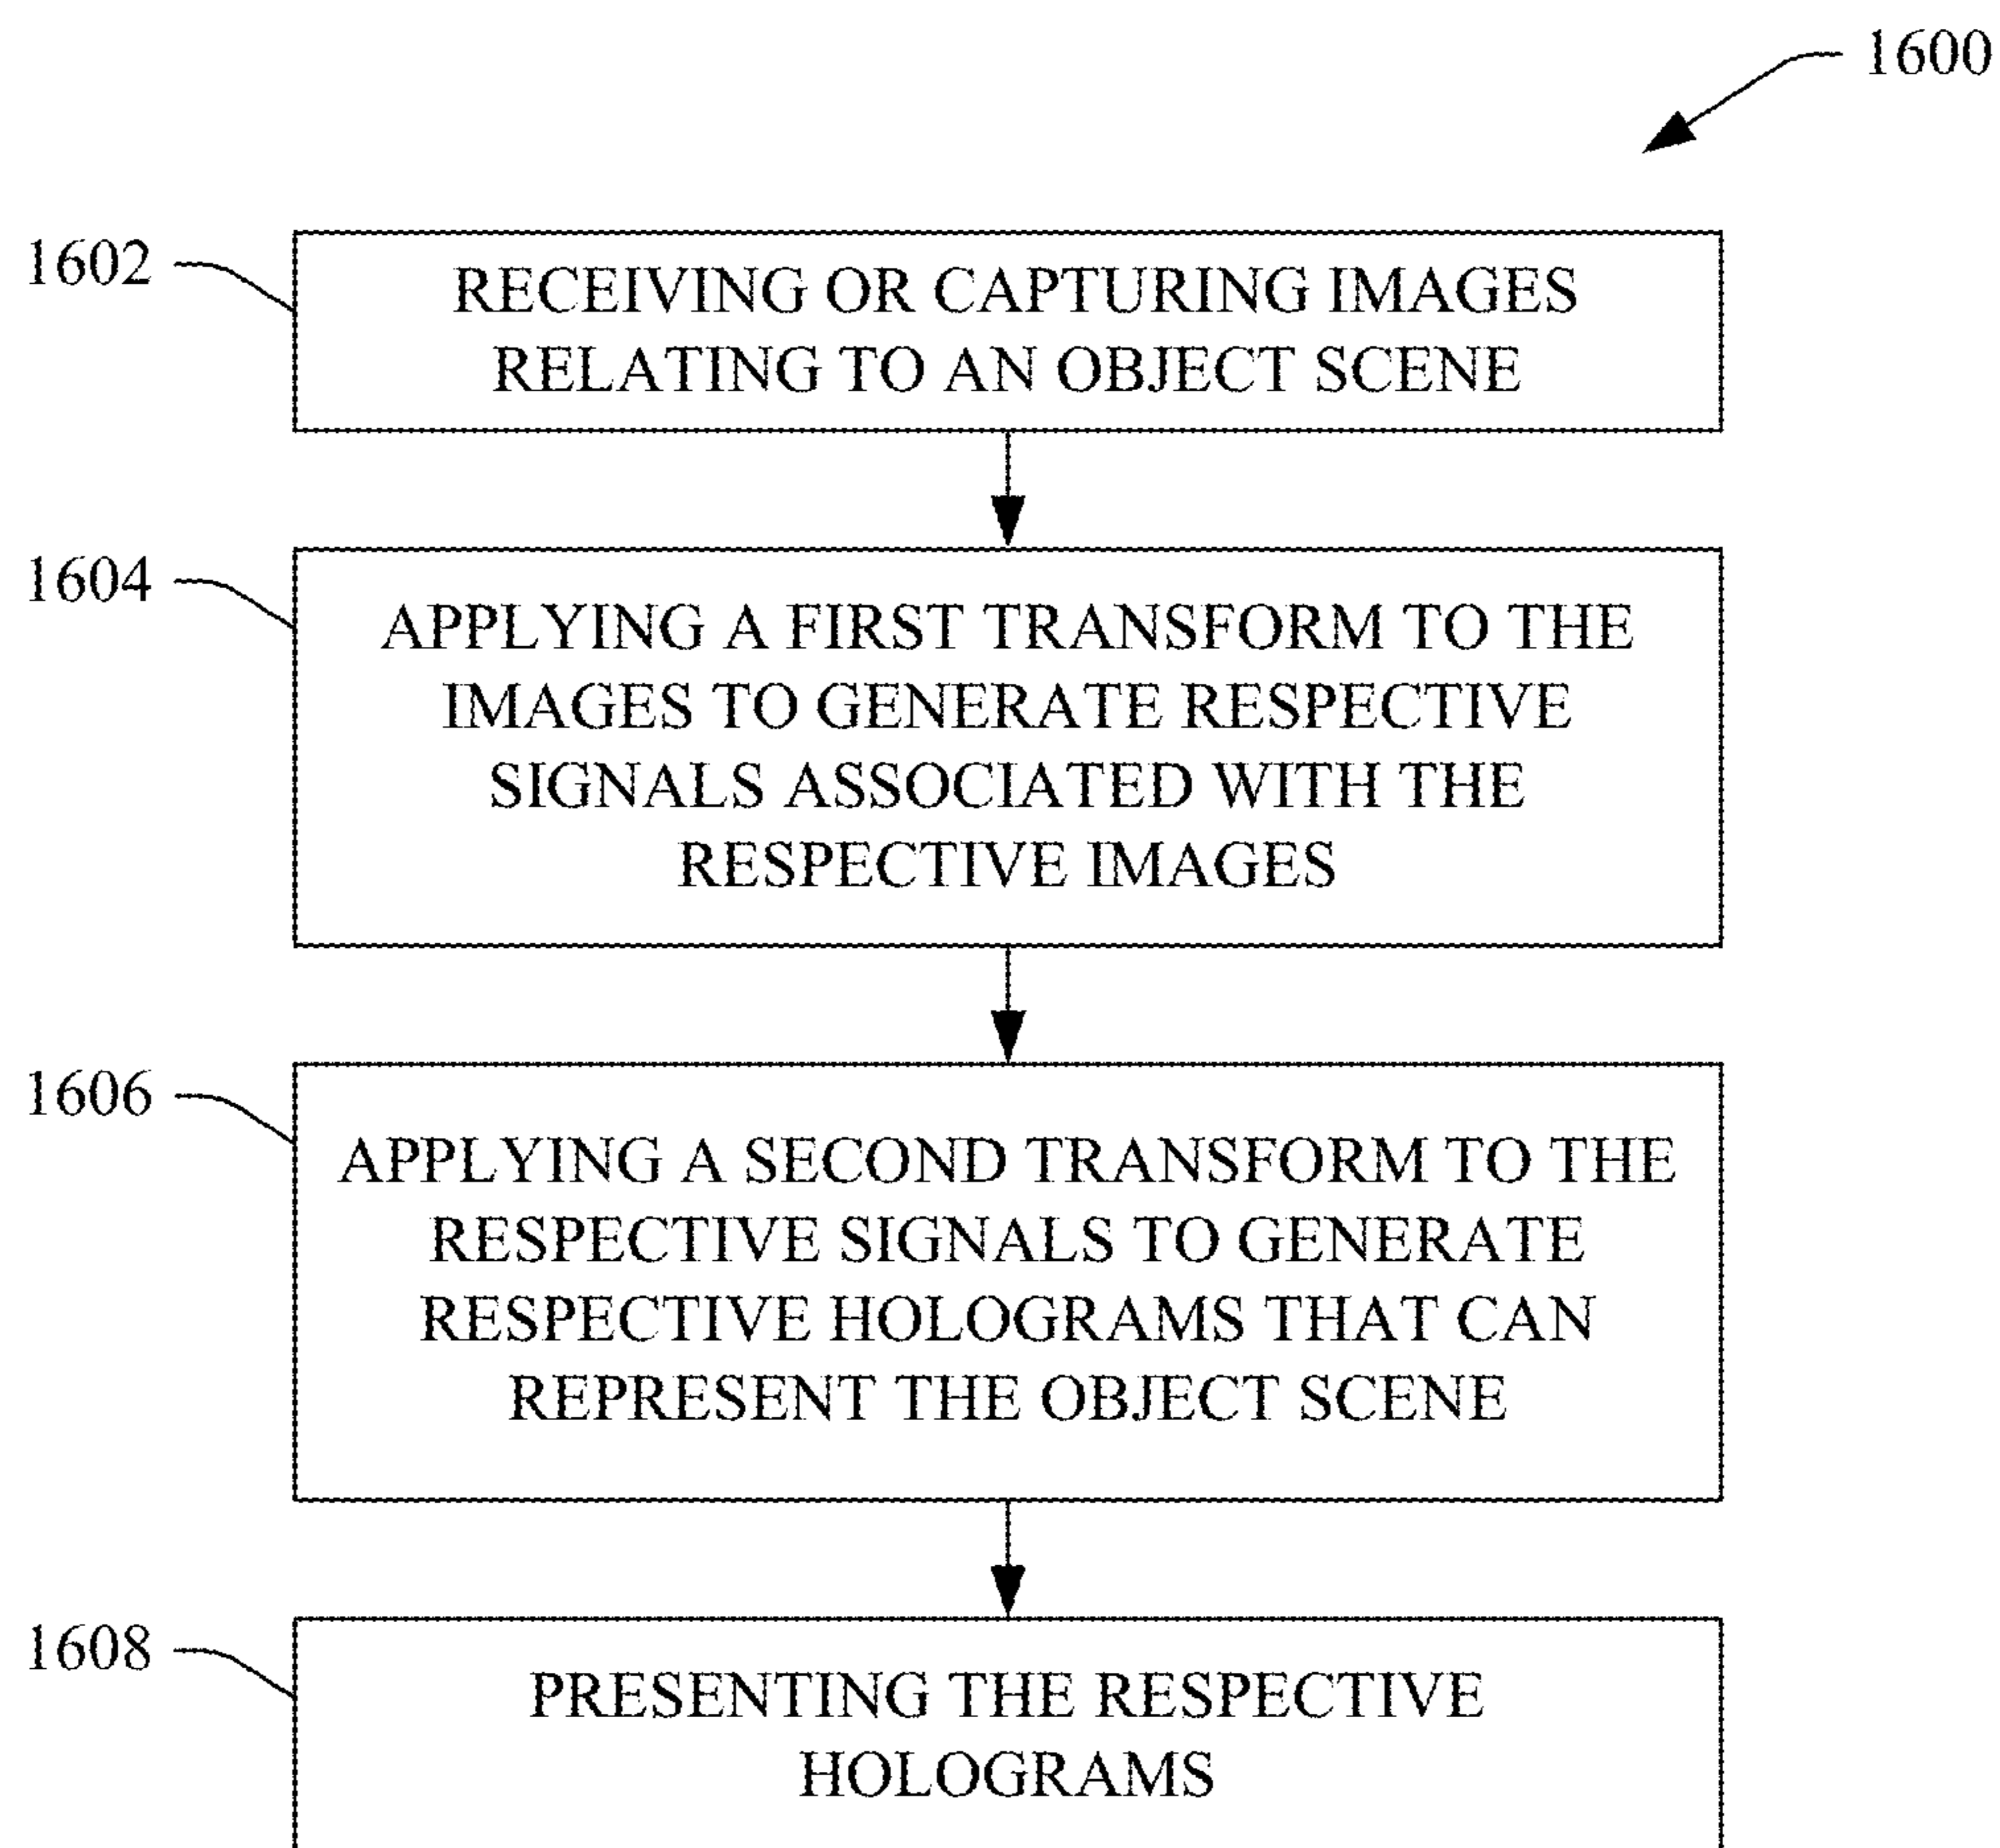 1600
1602
RECEIVING OR CAPTURING IMAGES
RELATING TO AN OBJECT SCENE
1604
APPLYING A FIRST TRANSFORM TO THE
IMAGES TO GENERATE RESPECTIVE
SIGNALS ASSOCIATED WITH THE
RESPECTIVE IMAGES
1606
APPLYING A SECOND TRANSFORM TO THE
RESPECTIVE SIGNALS TO GENERATE
RESPECTIVE HOLOGRAMS THAT CAN
REPRESENT THE OBJECT SCENE
1608
PRESENTING THE RESPECTIVE
HOLOGRAMS